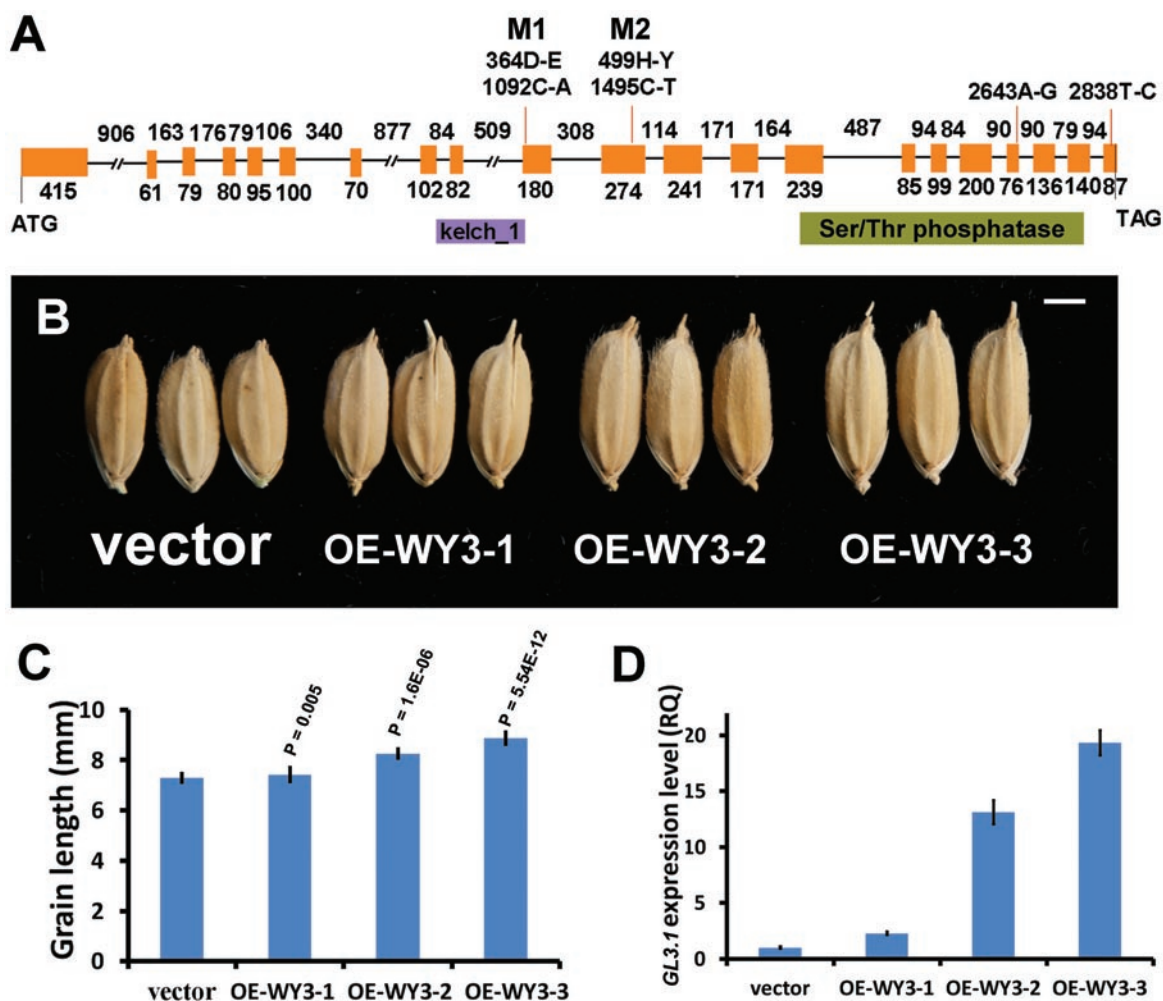 A
M1 M2
364D-E 499H-Y
1092C-A 1495C-T 2643A-G 2838T-C
906 163 176 79 106 340 877 84 509 308 114 171 164 487 94 84 90 90 79 94
415 61 79 80 95 100 70 102 82 180 274 241 171 239 85 99 200 76 136 140 87
ATG TAG
kelch_1 Ser/Thr phosphatase
B
vector OE-WY3-1 OE-WY3-2 OE-WY3-3
C
Grain length (mm)
10
8
6
4
2
0
P = 0.005
P = 1.6E-06
P = 5.54E-12
vector OE-WY3-1 OE-WY3-2 OE-WY3-3
D
GL3.1 expression level (RQ)
20
15
10
5
0
vector OE-WY3-1 OE-WY3-2 OE-WY3-3